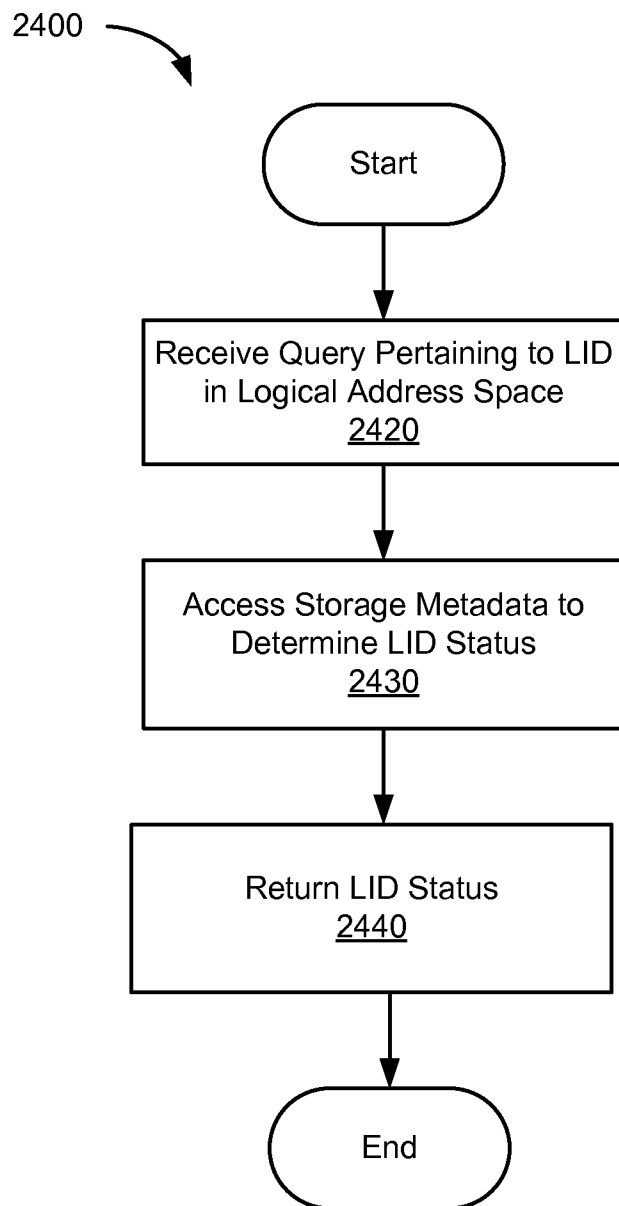 2400
Start
Receive Query Pertaining to LID
in Logical Address Space
2420
Access Storage Metadata to
Determine LID Status
2430
Return LID Status
2440
End